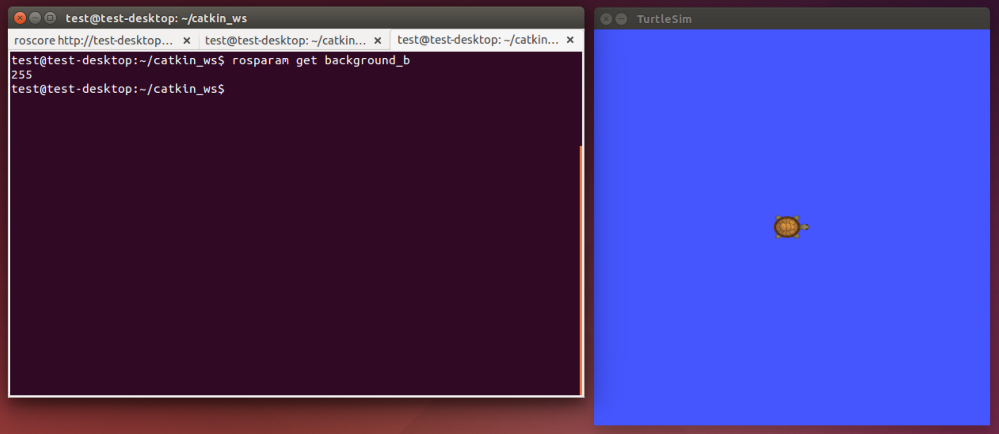 test@test-desktop: ~/catkin_ws
roscore http://test-desktop... test@test-desktop: ~/catkin... test@test-desktop: ~/catkin...
test@test-desktop:~/catkin_ws$ rosparam get background_b
255
test@test-desktop:~/catkin_ws$
TurtleSim